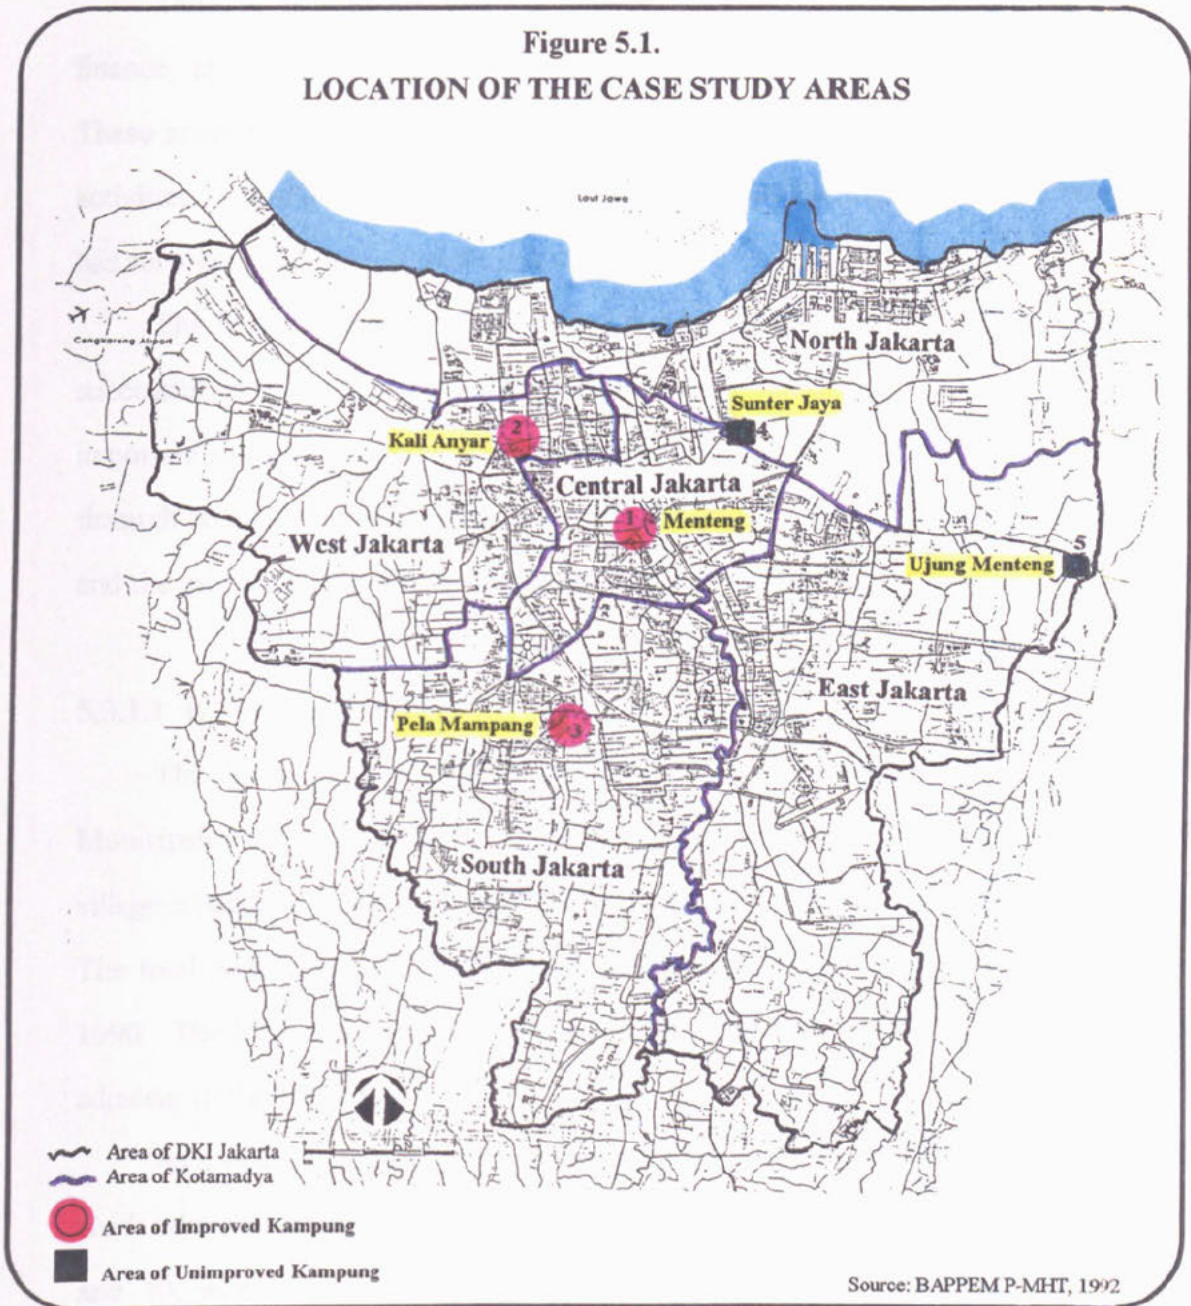 Figure 5.1.
LOCATION OF THE CASE STUDY AREAS
Laut Jawa
Cengkareng Airport
North Jakarta
Sunter Jaya
4
2
Kali Anyar
Central Jakarta
1
Menteng
West Jakarta
5
Ujung Menteng
East Jakarta
Pela Mampang
3
South Jakarta
Area of DKI Jakarta
Area of Kotamadya
Area of Improved Kampung
Area of Unimproved Kampung
Source: BAPPEM P-MHT, 1992